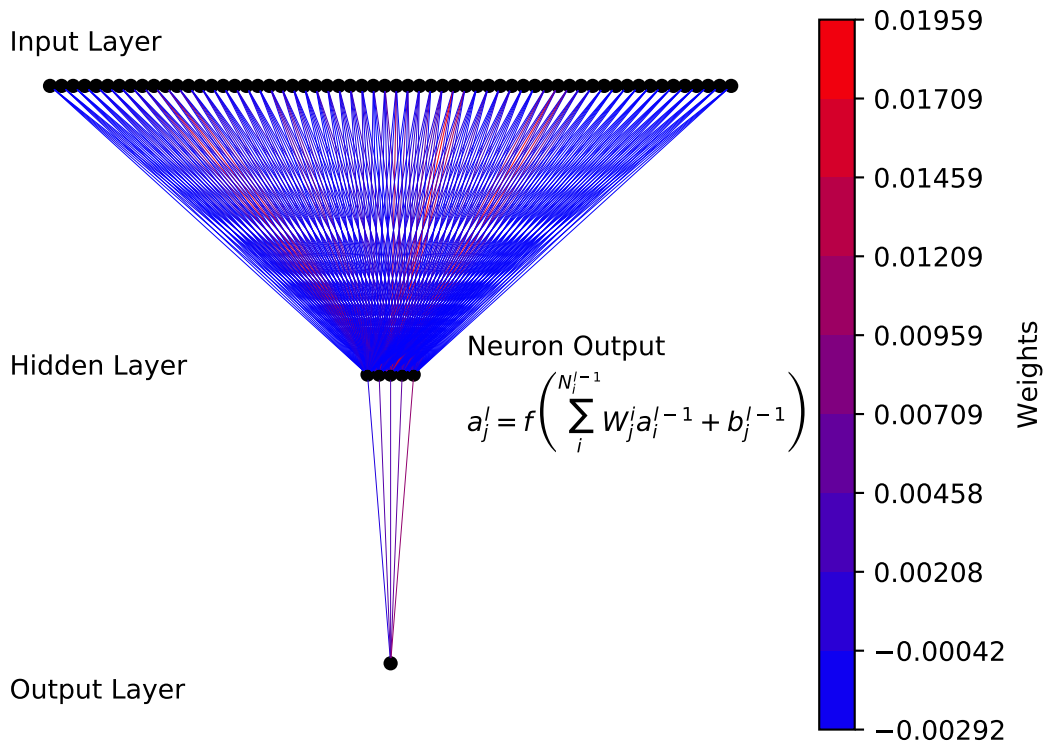 Input Layer
Hidden Layer
Output Layer
Neuron Output
a_j^l = f(∑_i^{N_i^{l−1}} W_j^i a_i^{l−1} + b_j^{l−1})
0.01959
0.01709
0.01459
0.01209
0.00959
0.00709
0.00458
0.00208
−0.00042
−0.00292
Weights